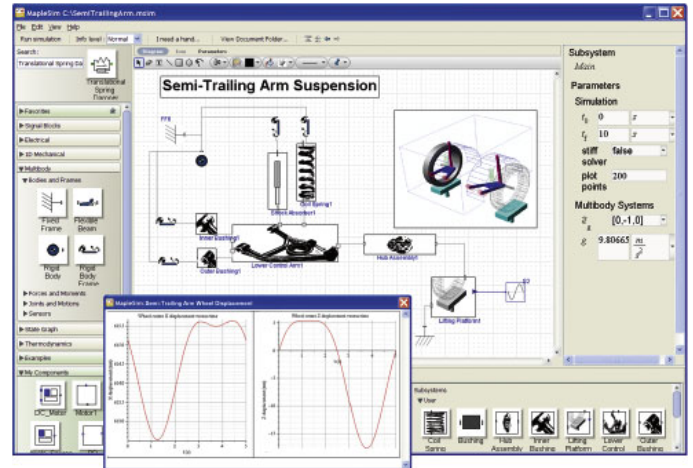 MapleSim C:\SemiTrailingArm.msim
File Edit View Help
Run simulation Info level: Normal I need a hand... View Document Folder...
Search:
Translational Spring Da
Translational
Spring
Damper
Favorites
Signal Blocks
Electrical
1D Mechanical
Multibody
Bodies and Frames
Fixed
Frame
Flexible
Beam
Rigid
Body
Rigid
Body
Frame
Forces and Moments
Joints and Motions
Sensors
State Graph
Thermodynamics
Examples
My Components
DC_Motor Motor1
Diagram Icon Parameters
Semi-Trailing Arm Suspension
FF6
Shock Absorber1
Coil Spring1
Inner Bushing1
Outer Bushing1
Lower Control Arm1
Hub Assembly1
Lifting Platform1
Subsystem
Main
Parameters
Simulation
t0 0 s
tf 10 s
stiff false
solver
plot 200
points
Multibody Systems
[0,-1,0]
g 9.80665 m/s²
MapleSim: Semi-Trailing Arm Wheel Displacement
Subsystems
User
Coil
Spring
Bushing
Hub
Assembly
Inner
Bushing
Lifting
Platform
Lower
Control
Outer
Bushing